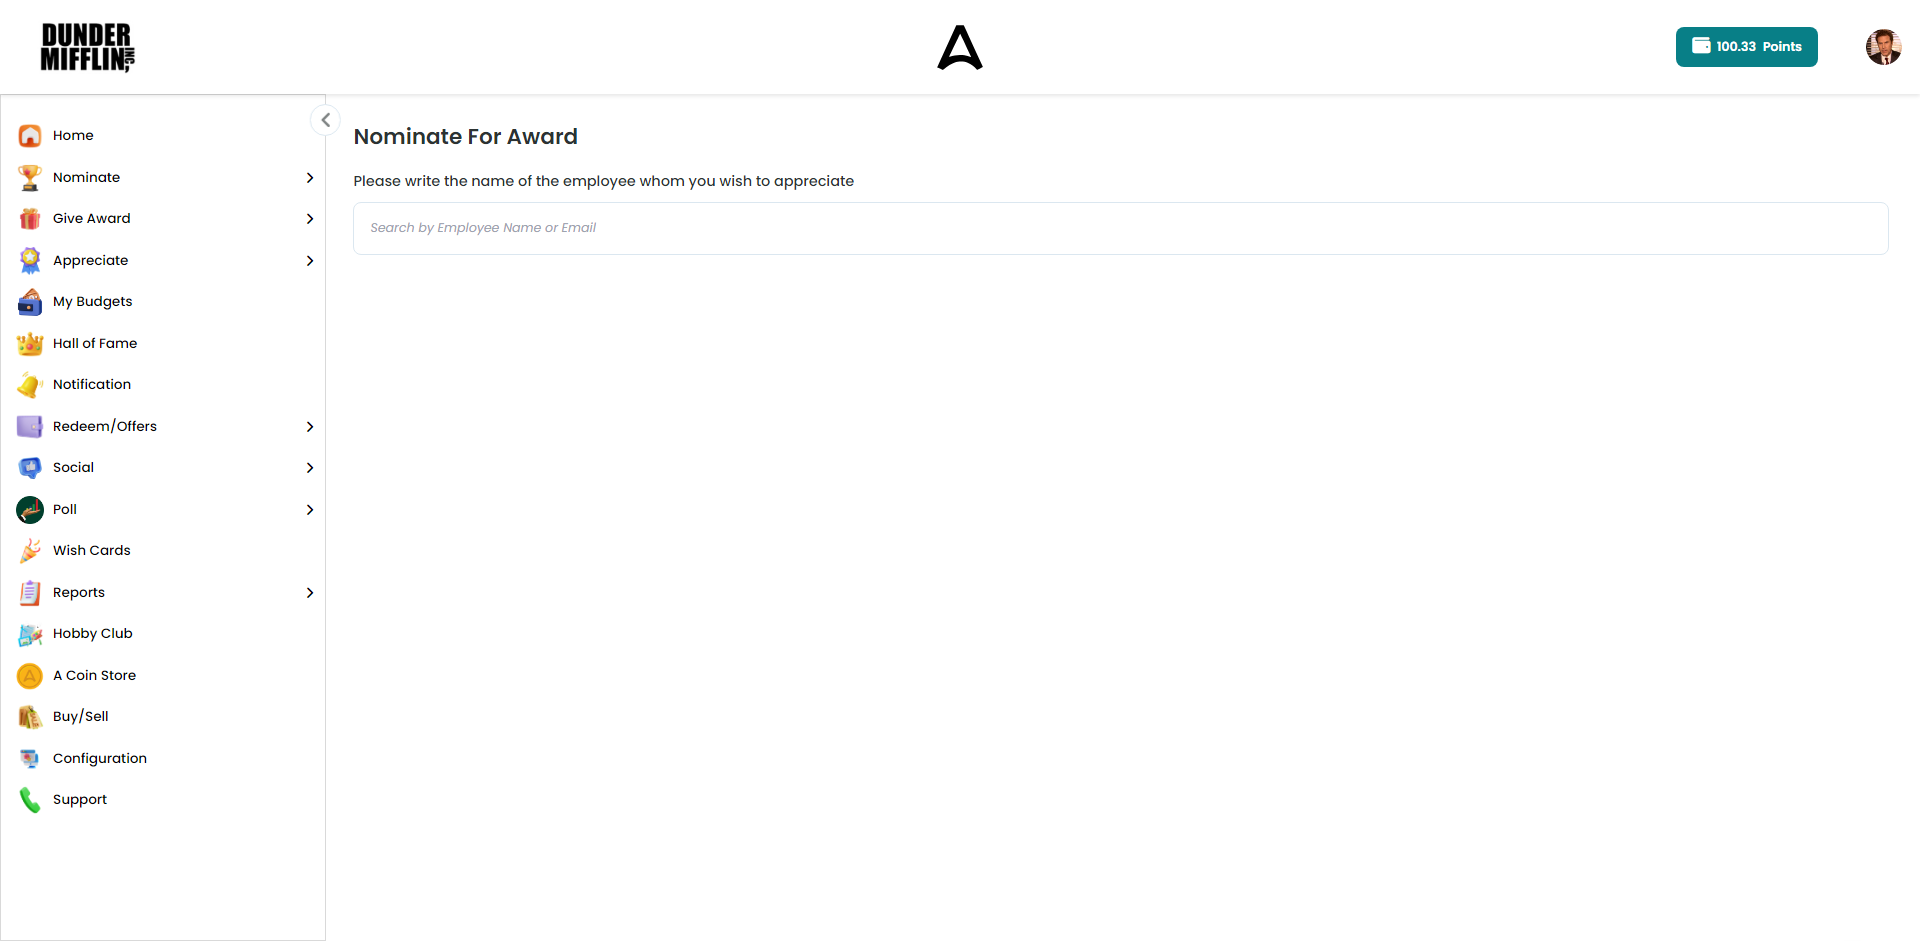 DUNDER
MIFFLIN INC,
100.33 Points
Home
Nominate
Give Award
Appreciate
My Budgets
Hall of Fame
Notification
Redeem/Offers
Social
Poll
Wish Cards
Reports
Hobby Club
A Coin Store
Buy/Sell
Configuration
Support
Nominate For Award
Please write the name of the employee whom you wish to appreciate
Search by Employee Name or Email